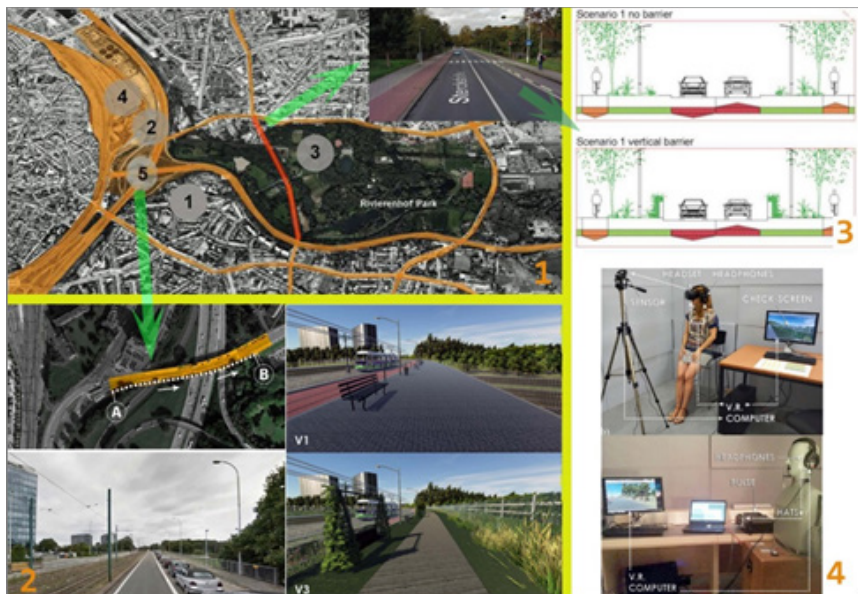 4
2
5
1
3
Rivierenhof Park
1
Scenario 1 no barrier
Scenario 1 vertical barrier
3
A
B
V1
2
V3
HEADSET
HEADPHONES
SENSOR
CHECK-SCREEN
V.R.
COMPUTER
HEADPHONES
PULSE
HATS
V.R.
COMPUTER
4